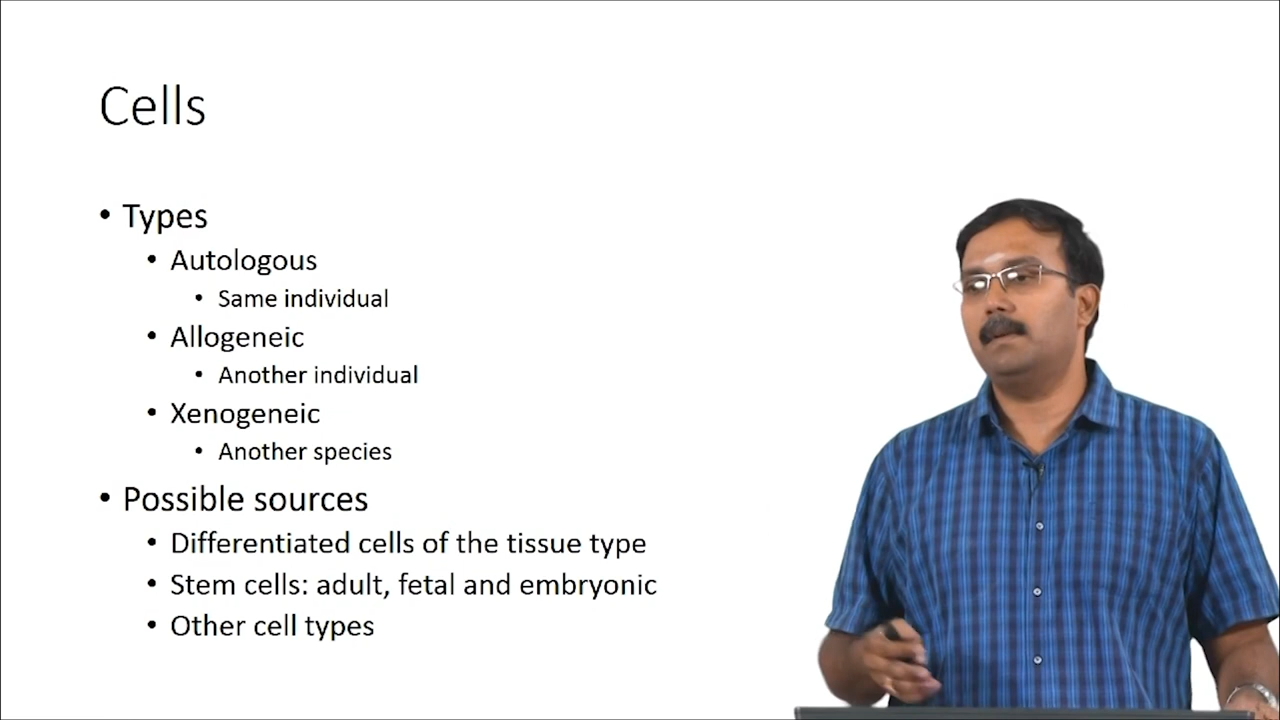 Cells
• Types
• Autologous
• Same individual
• Allogeneic
• Another individual
• Xenogeneic
• Another species
• Possible sources
• Differentiated cells of the tissue type
• Stem cells: adult, fetal and embryonic
• Other cell types